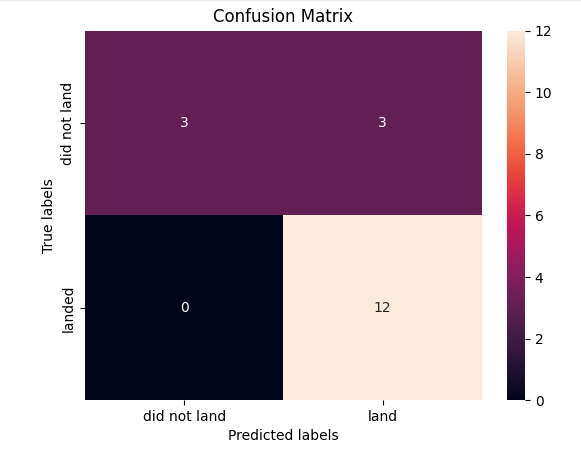 Confusion Matrix
True labels
did not land
landed
3
3
0
12
did not land
land
Predicted labels
12
10
8
6
4
2
0